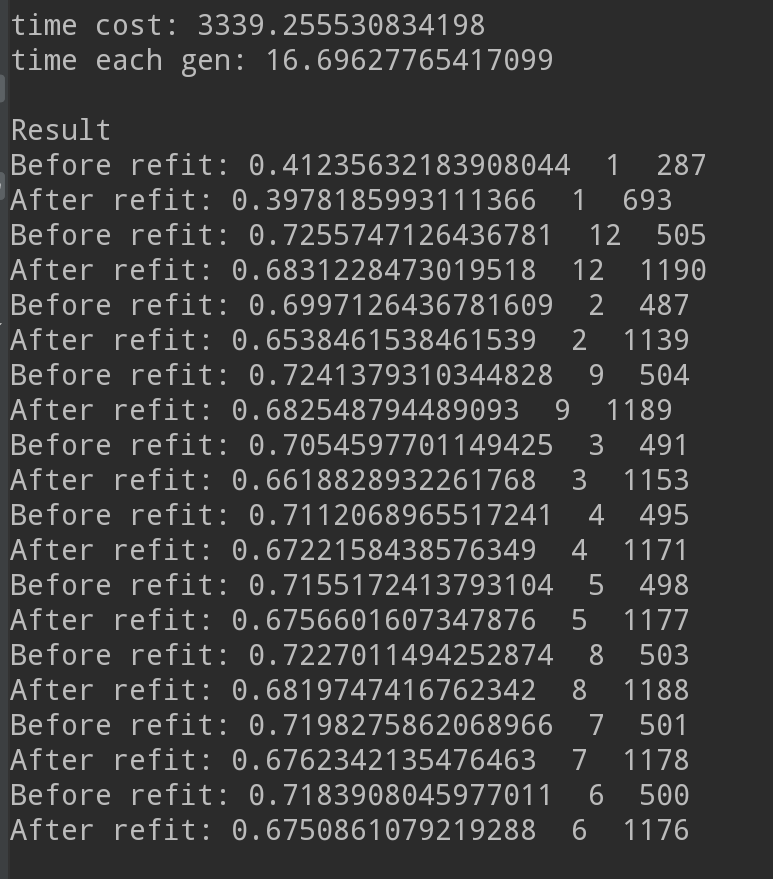 time cost: 3339.255530834198
time each gen: 16.69627765417099
Result
Before refit: 0.41235632183908044  1  287
After refit: 0.3978185993111366  1  693
Before refit: 0.7255747126436781  12  505
After refit: 0.6831228473019518  12  1190
Before refit: 0.6997126436781609  2  487
After refit: 0.6538461538461539  2  1139
Before refit: 0.7241379310344828  9  504
After refit: 0.682548794489093  9  1189
Before refit: 0.7054597701149425  3  491
After refit: 0.6618828932261768  3  1153
Before refit: 0.7112068965517241  4  495
After refit: 0.6722158438576349  4  1171
Before refit: 0.7155172413793104  5  498
After refit: 0.6756601607347876  5  1177
Before refit: 0.7227011494252874  8  503
After refit: 0.6819747416762342  8  1188
Before refit: 0.7198275862068966  7  501
After refit: 0.6762342135476463  7  1178
Before refit: 0.7183908045977011  6  500
After refit: 0.6750861079219288  6  1176